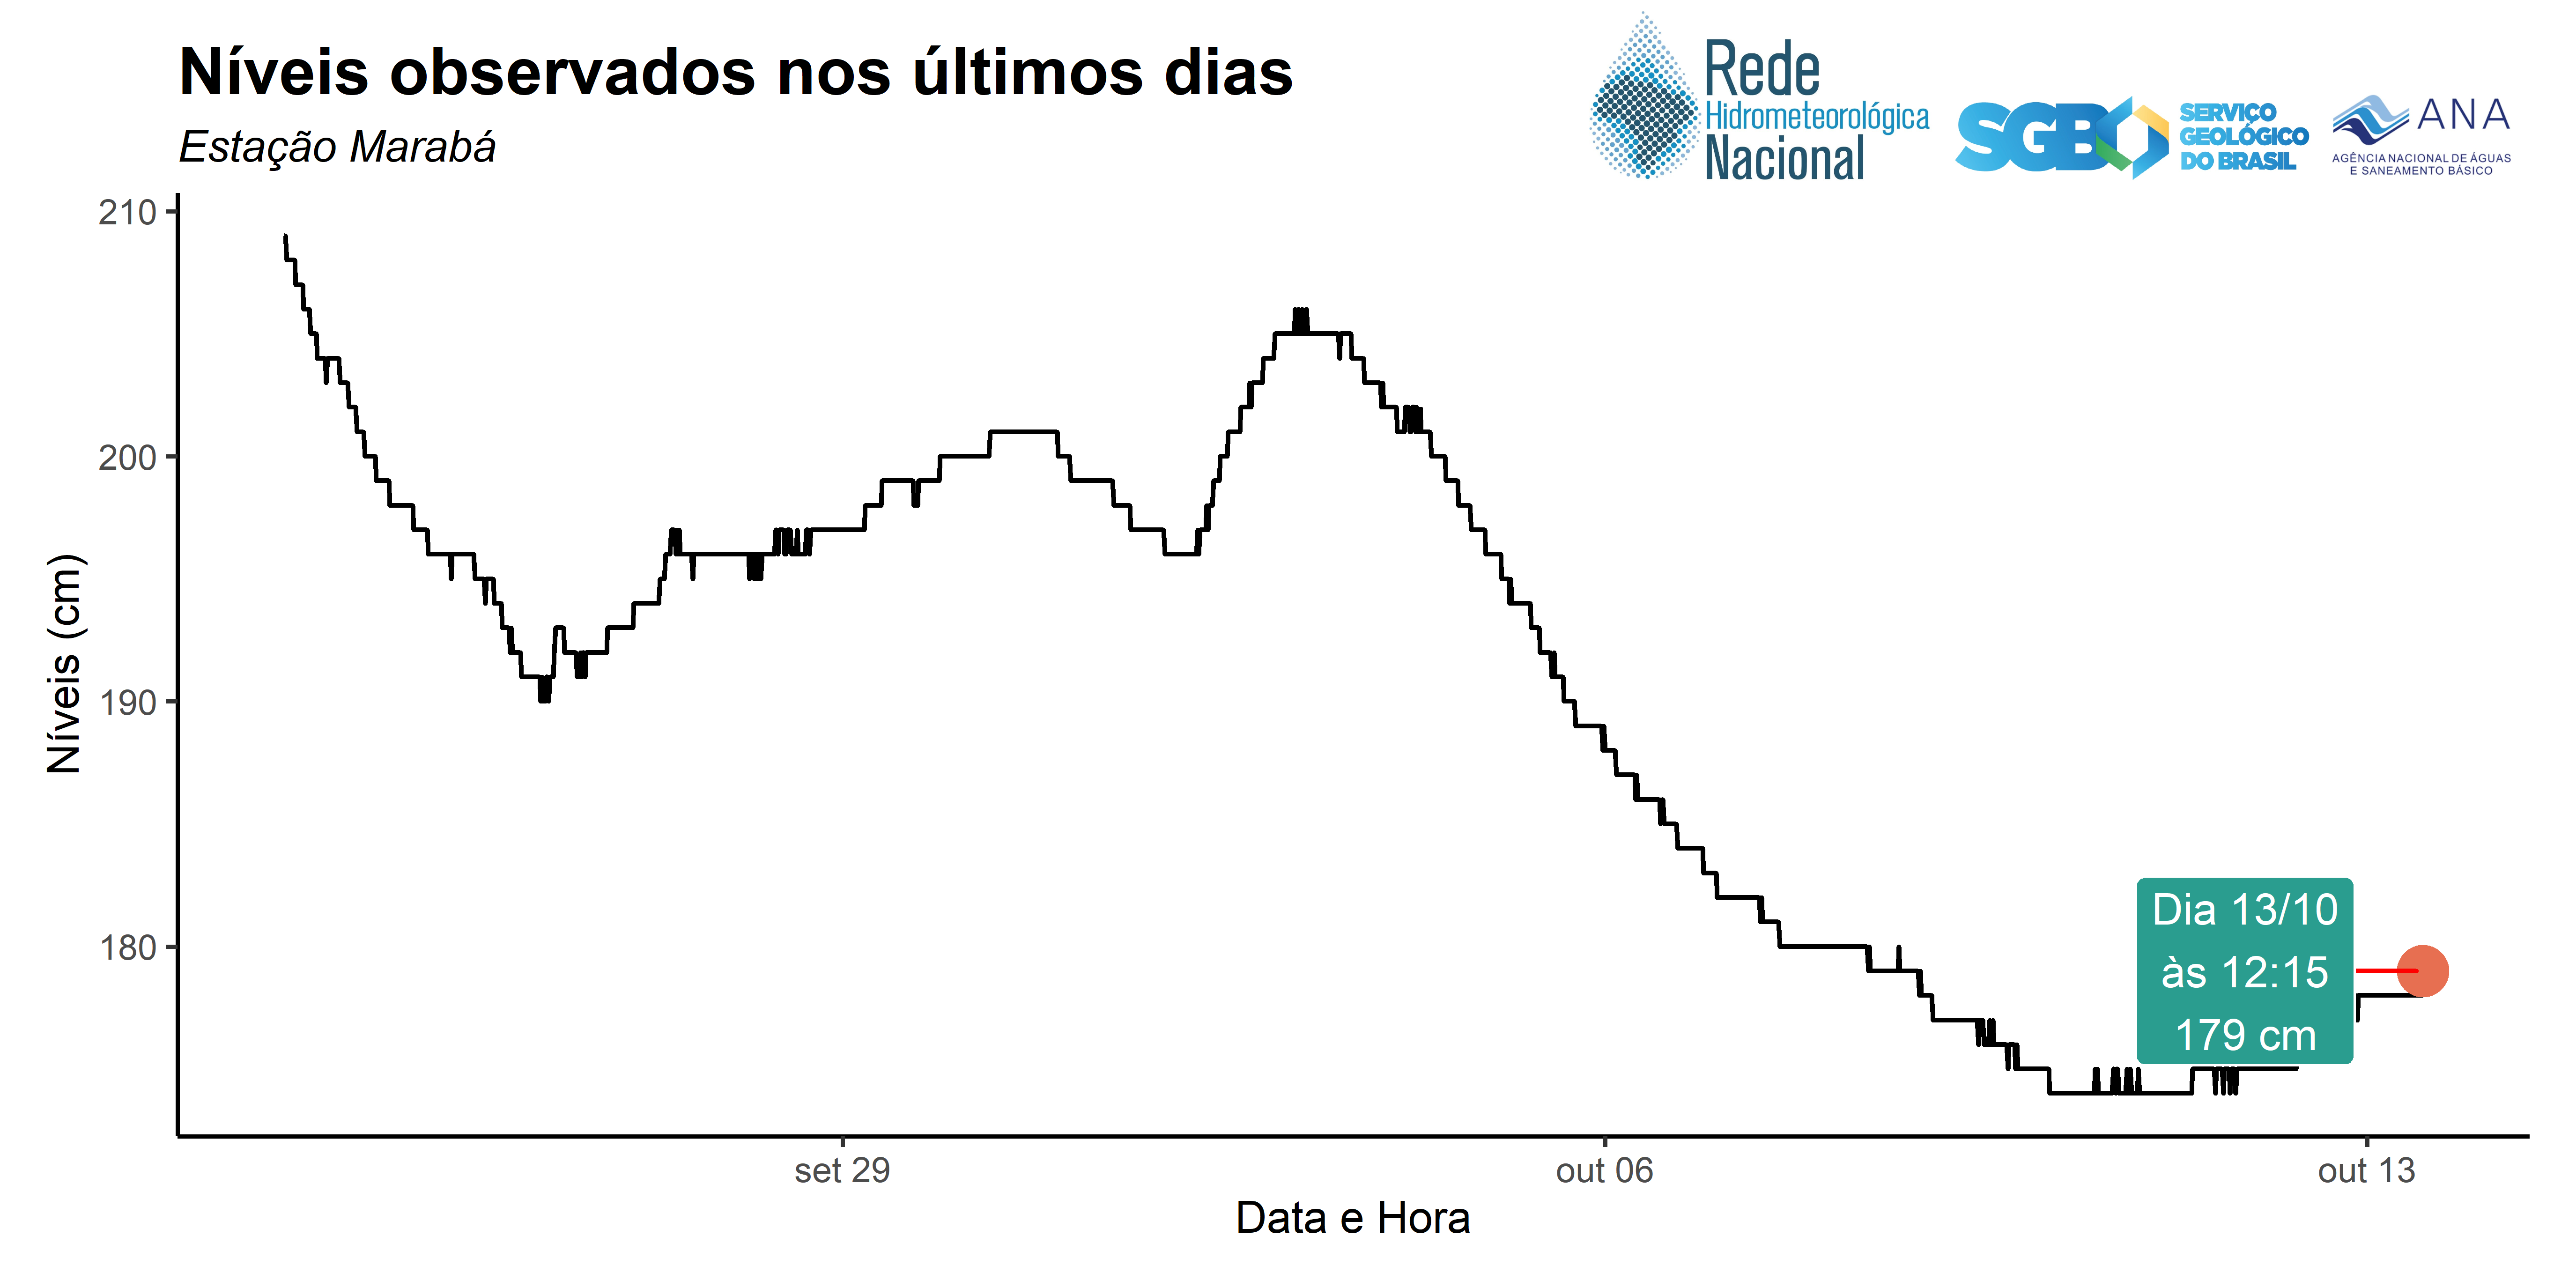 Níveis observados nos últimos dias
Estação Marabá
Rede
Hidrometeorológica
Nacional
SGB
SERVIÇO
GEOLÓGICO
DO BRASIL
ANA
AGÊNCIA NACIONAL DE ÁGUAS
E SANEAMENTO BÁSICO
Níveis (cm)
210
200
190
180
Dia 13/10
às 12:15
179 cm
set 29
out 06
out 13
Data e Hora